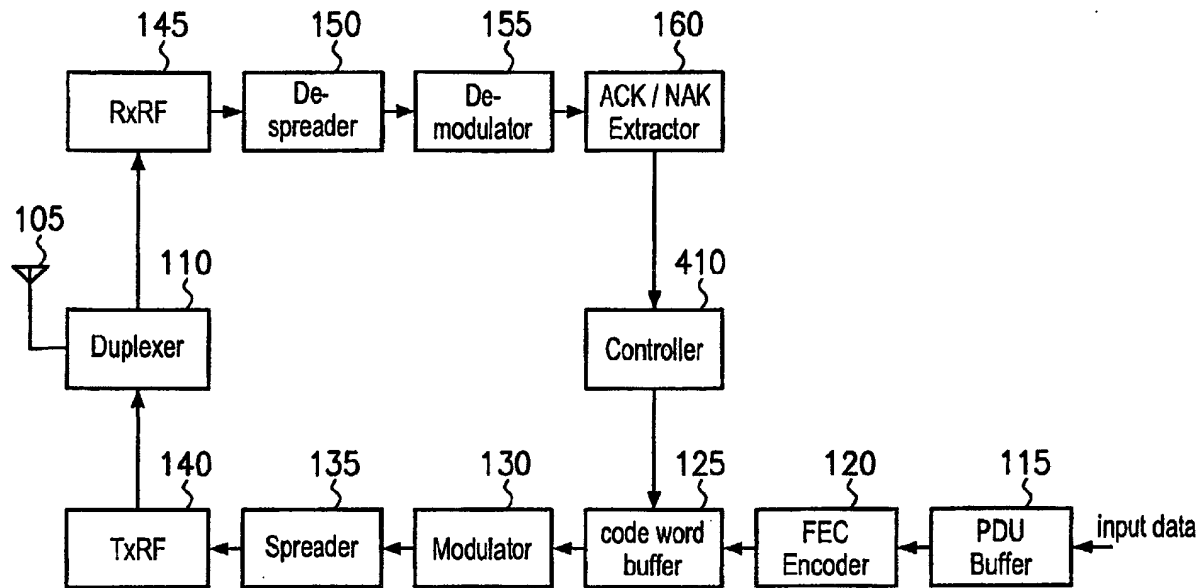 145
150
155
160
RxRF
De-
spreader
De-
modulator
ACK / NAK
Extractor
105
110
410
Duplexer
Controller
140
135
130
125
120
115
TxRF
Spreader
Modulator
code word
buffer
FEC
Encoder
PDU
Buffer
input data